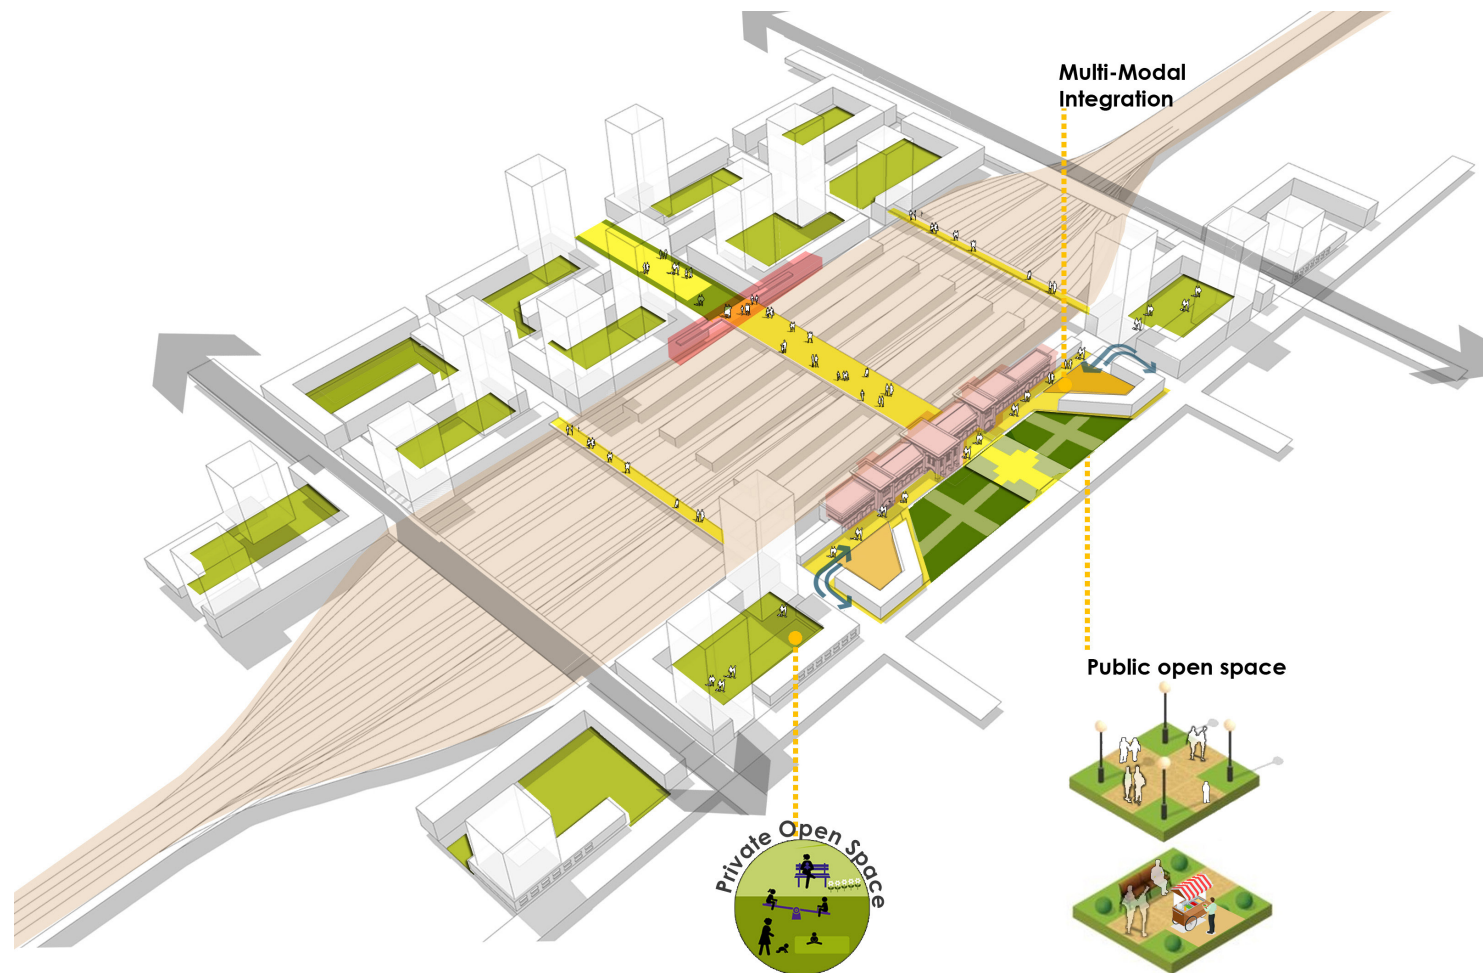 Multi-Modal
Integration
Public open space
Private Open Space